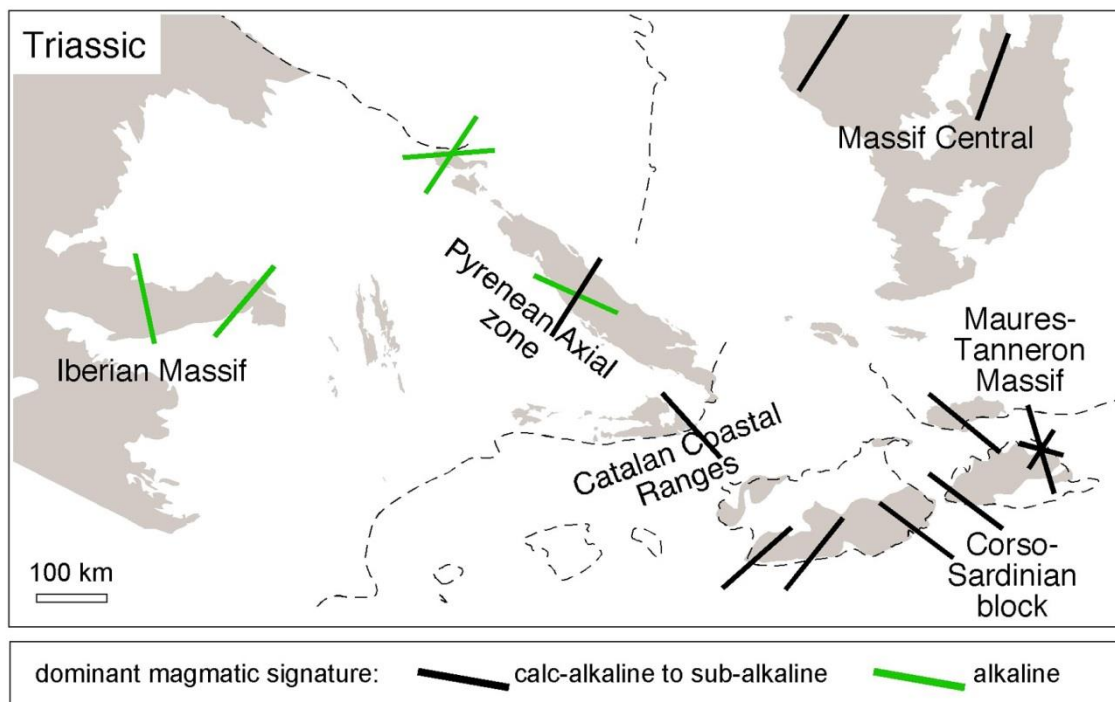 Triassic
Massif Central
Pyrenean Axial
zone
Iberian Massif
Maures-
Tanneron
Massif
Catalan Coastal
Ranges
Corso-
Sardinian
block
100 km
dominant magmatic signature: calc-alkaline to sub-alkaline alkaline